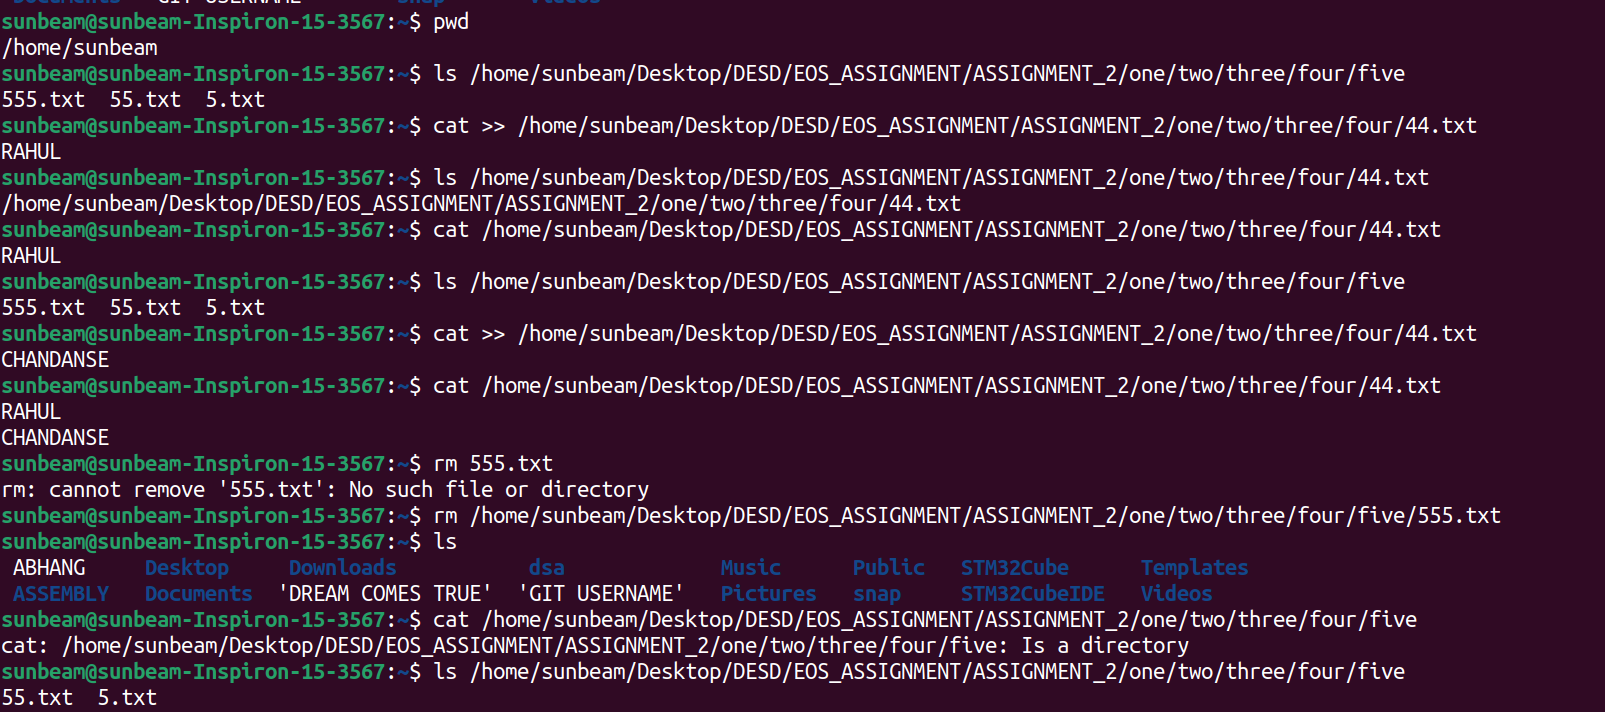 Documents 'GIT USERNAME' snap Videos
sunbeam@sunbeam-Inspiron-15-3567:~$ pwd
/home/sunbeam
sunbeam@sunbeam-Inspiron-15-3567:~$ ls /home/sunbeam/Desktop/DESD/EOS_ASSIGNMENT/ASSIGNMENT_2/one/two/three/four/five
555.txt  55.txt  5.txt
sunbeam@sunbeam-Inspiron-15-3567:~$ cat >> /home/sunbeam/Desktop/DESD/EOS_ASSIGNMENT/ASSIGNMENT_2/one/two/three/four/44.txt
RAHUL
sunbeam@sunbeam-Inspiron-15-3567:~$ ls /home/sunbeam/Desktop/DESD/EOS_ASSIGNMENT/ASSIGNMENT_2/one/two/three/four/44.txt
/home/sunbeam/Desktop/DESD/EOS_ASSIGNMENT/ASSIGNMENT_2/one/two/three/four/44.txt
sunbeam@sunbeam-Inspiron-15-3567:~$ cat /home/sunbeam/Desktop/DESD/EOS_ASSIGNMENT/ASSIGNMENT_2/one/two/three/four/44.txt
RAHUL
sunbeam@sunbeam-Inspiron-15-3567:~$ ls /home/sunbeam/Desktop/DESD/EOS_ASSIGNMENT/ASSIGNMENT_2/one/two/three/four/five
555.txt  55.txt  5.txt
sunbeam@sunbeam-Inspiron-15-3567:~$ cat >> /home/sunbeam/Desktop/DESD/EOS_ASSIGNMENT/ASSIGNMENT_2/one/two/three/four/44.txt
CHANDANSE
sunbeam@sunbeam-Inspiron-15-3567:~$ cat /home/sunbeam/Desktop/DESD/EOS_ASSIGNMENT/ASSIGNMENT_2/one/two/three/four/44.txt
RAHUL
CHANDANSE
sunbeam@sunbeam-Inspiron-15-3567:~$ rm 555.txt
rm: cannot remove '555.txt': No such file or directory
sunbeam@sunbeam-Inspiron-15-3567:~$ rm /home/sunbeam/Desktop/DESD/EOS_ASSIGNMENT/ASSIGNMENT_2/one/two/three/four/five/555.txt
sunbeam@sunbeam-Inspiron-15-3567:~$ ls
ABHANG  Desktop  Downloads  dsa  Music  Public  STM32Cube  Templates
ASSEMBLY  Documents  'DREAM COMES TRUE'  'GIT USERNAME'  Pictures  snap  STM32CubeIDE  Videos
sunbeam@sunbeam-Inspiron-15-3567:~$ cat /home/sunbeam/Desktop/DESD/EOS_ASSIGNMENT/ASSIGNMENT_2/one/two/three/four/five
cat: /home/sunbeam/Desktop/DESD/EOS_ASSIGNMENT/ASSIGNMENT_2/one/two/three/four/five: Is a directory
sunbeam@sunbeam-Inspiron-15-3567:~$ ls /home/sunbeam/Desktop/DESD/EOS_ASSIGNMENT/ASSIGNMENT_2/one/two/three/four/five
55.txt  5.txt